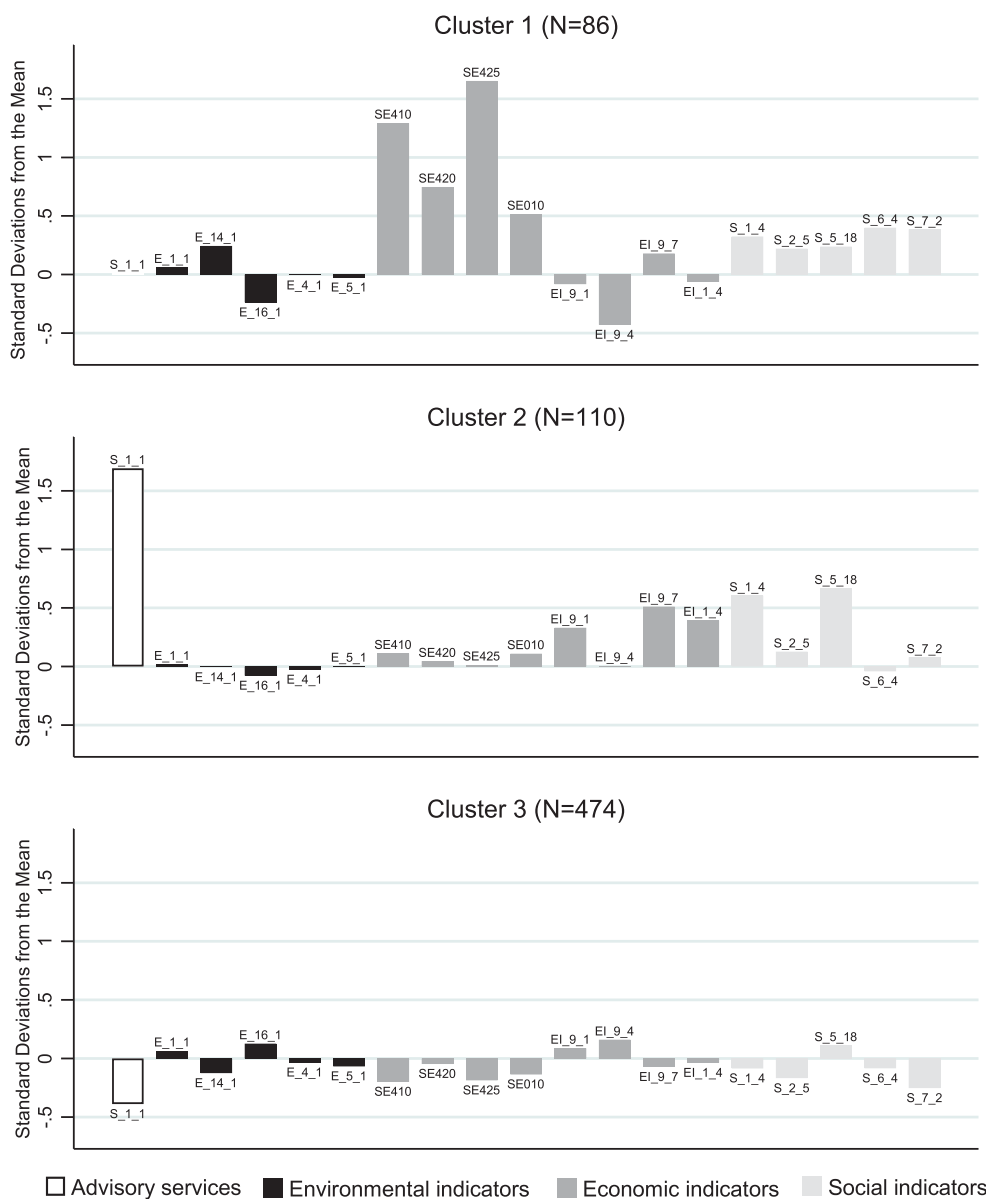 Cluster 1 (N=86)
Standard Deviations from the Mean
1.5
1
.5
0
-.5
S_1_1
E_1_1
E_14_1
E_16_1
E_4_1
E_5_1
SE410
SE420
SE425
SE010
EI_9_1
EI_9_4
EI_9_7
EI_1_4
S_1_4
S_2_5
S_5_18
S_6_4
S_7_2
Cluster 2 (N=110)
Standard Deviations from the Mean
1.5
1
.5
0
-.5
S_1_1
E_1_1
E_14_1
E_16_1
E_4_1
E_5_1
SE410
SE420
SE425
SE010
EI_9_1
EI_9_4
EI_9_7
EI_1_4
S_1_4
S_2_5
S_5_18
S_6_4
S_7_2
Cluster 3 (N=474)
Standard Deviations from the Mean
1.5
1
.5
0
-.5
S_1_1
E_1_1
E_14_1
E_16_1
E_4_1
E_5_1
SE410
SE420
SE425
SE010
EI_9_1
EI_9_4
EI_9_7
EI_1_4
S_1_4
S_2_5
S_5_18
S_6_4
S_7_2
Advisory services Environmental indicators Economic indicators Social indicators